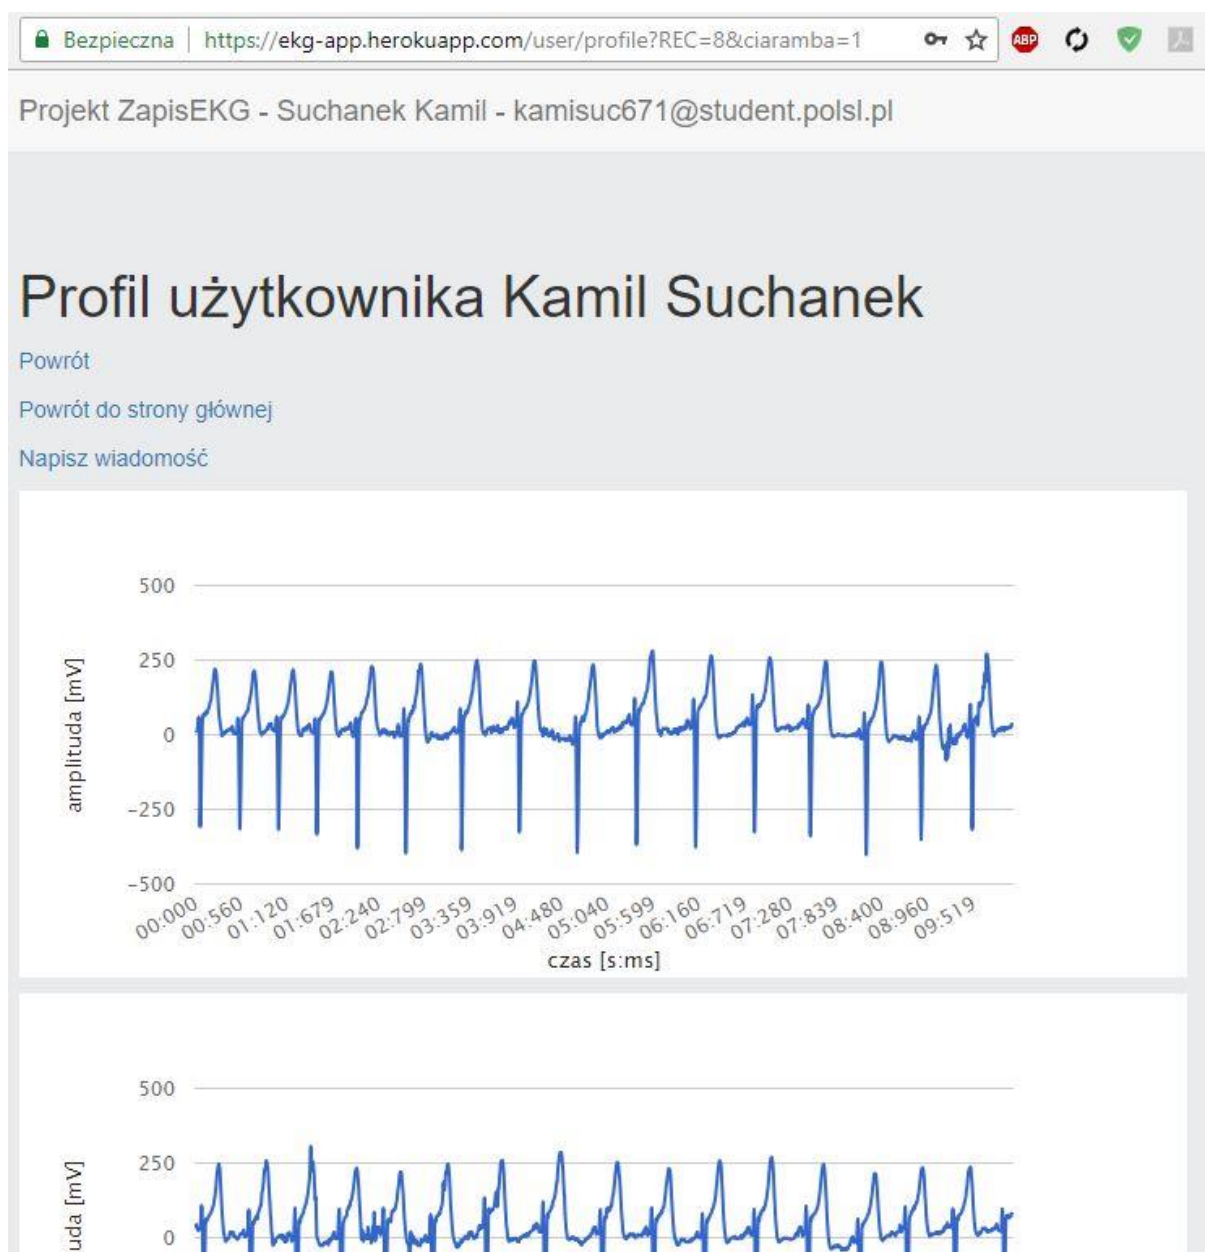 Bezpieczna | https://ekg-app.herokuapp.com/user/profile?REC=8&ciaramba=1
ABP
Projekt ZapisEKG - Suchanek Kamil - kamisuc671@student.polsl.pl
Profil użytkownika Kamil Suchanek
Powrót
Powrót do strony głównej
Napisz wiadomość
amplituda [mV]
500
250
0
-250
-500
00:000 00:560 01:120 01:679 02:240 02:799 03:359 03:919 04:480 05:040 05:599 06:160 06:719 07:280 07:839 08:400 08:960 09:519
czas [s:ms]
uda [mV]
500
250
0